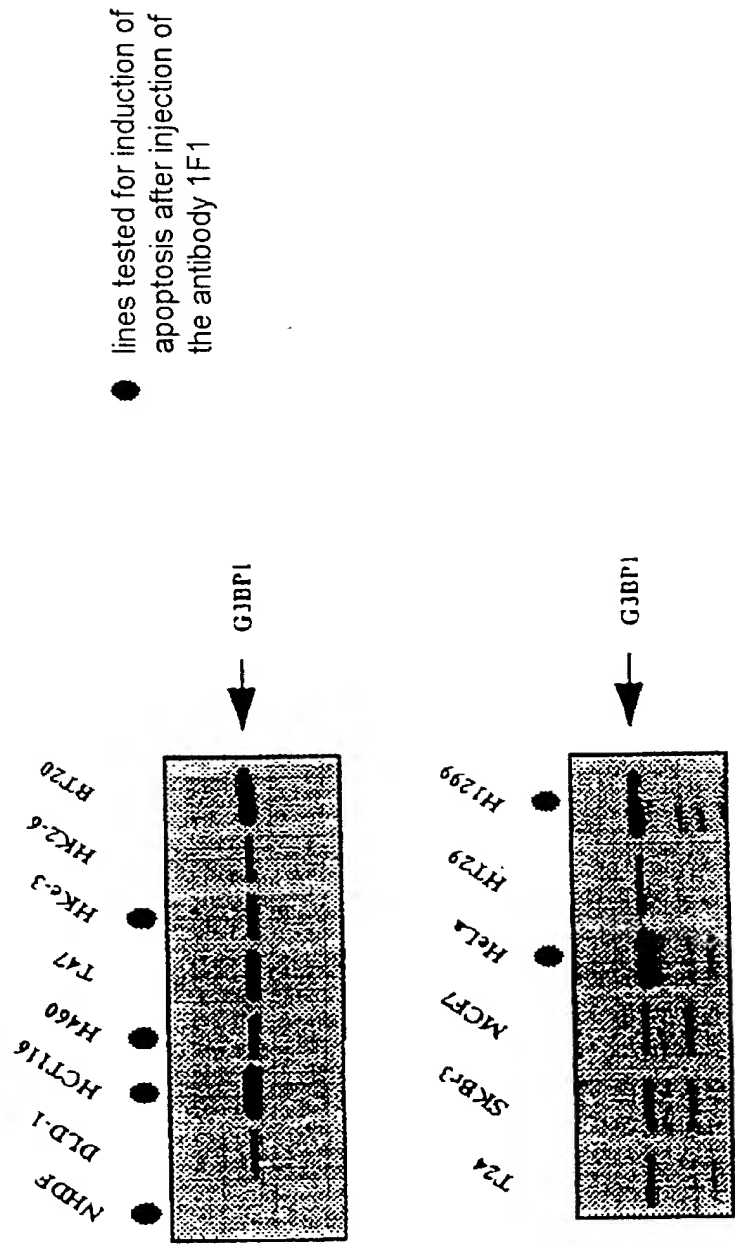 lines tested for induction of
apoptosis after injection of
the antibody 1F1
NHDF
DLD-1
HCT116
H460
T47
HKe-3
HK2-6
BT20
G3BP1
T24
SKBr3
MCF7
HeLa
HT29
H1299
G3BP1